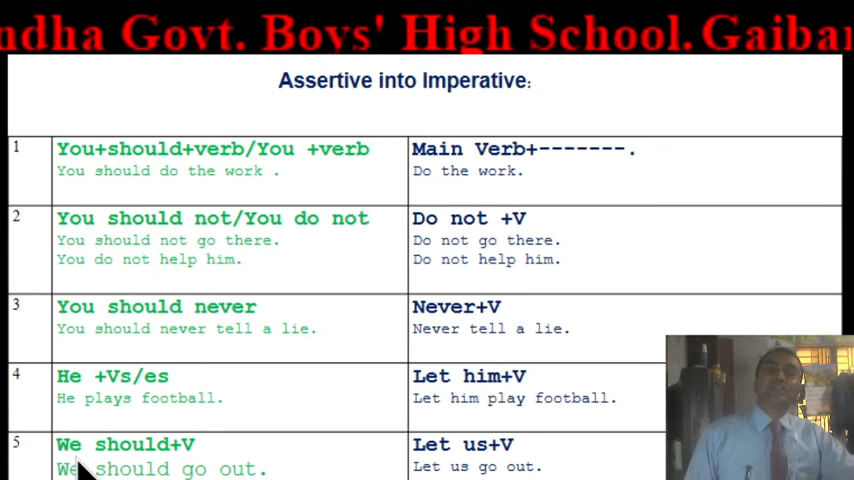 ndha Govt. Boys' High School. Gaibar
Assertive into Imperative:
1
You+should+verb/You +verb
You should do the work .
Main Verb+-------.
Do the work.
2
You should not/You do not
You should not go there.
You do not help him.
Do not +V
Do not go there.
Do not help him.
3
You should never
You should never tell a lie.
Never+V
Never tell a lie.
4
He +Vs/es
He plays football.
Let him+V
Let him play football.
5
We should+V
We should go out.
Let us+V
Let us go out.